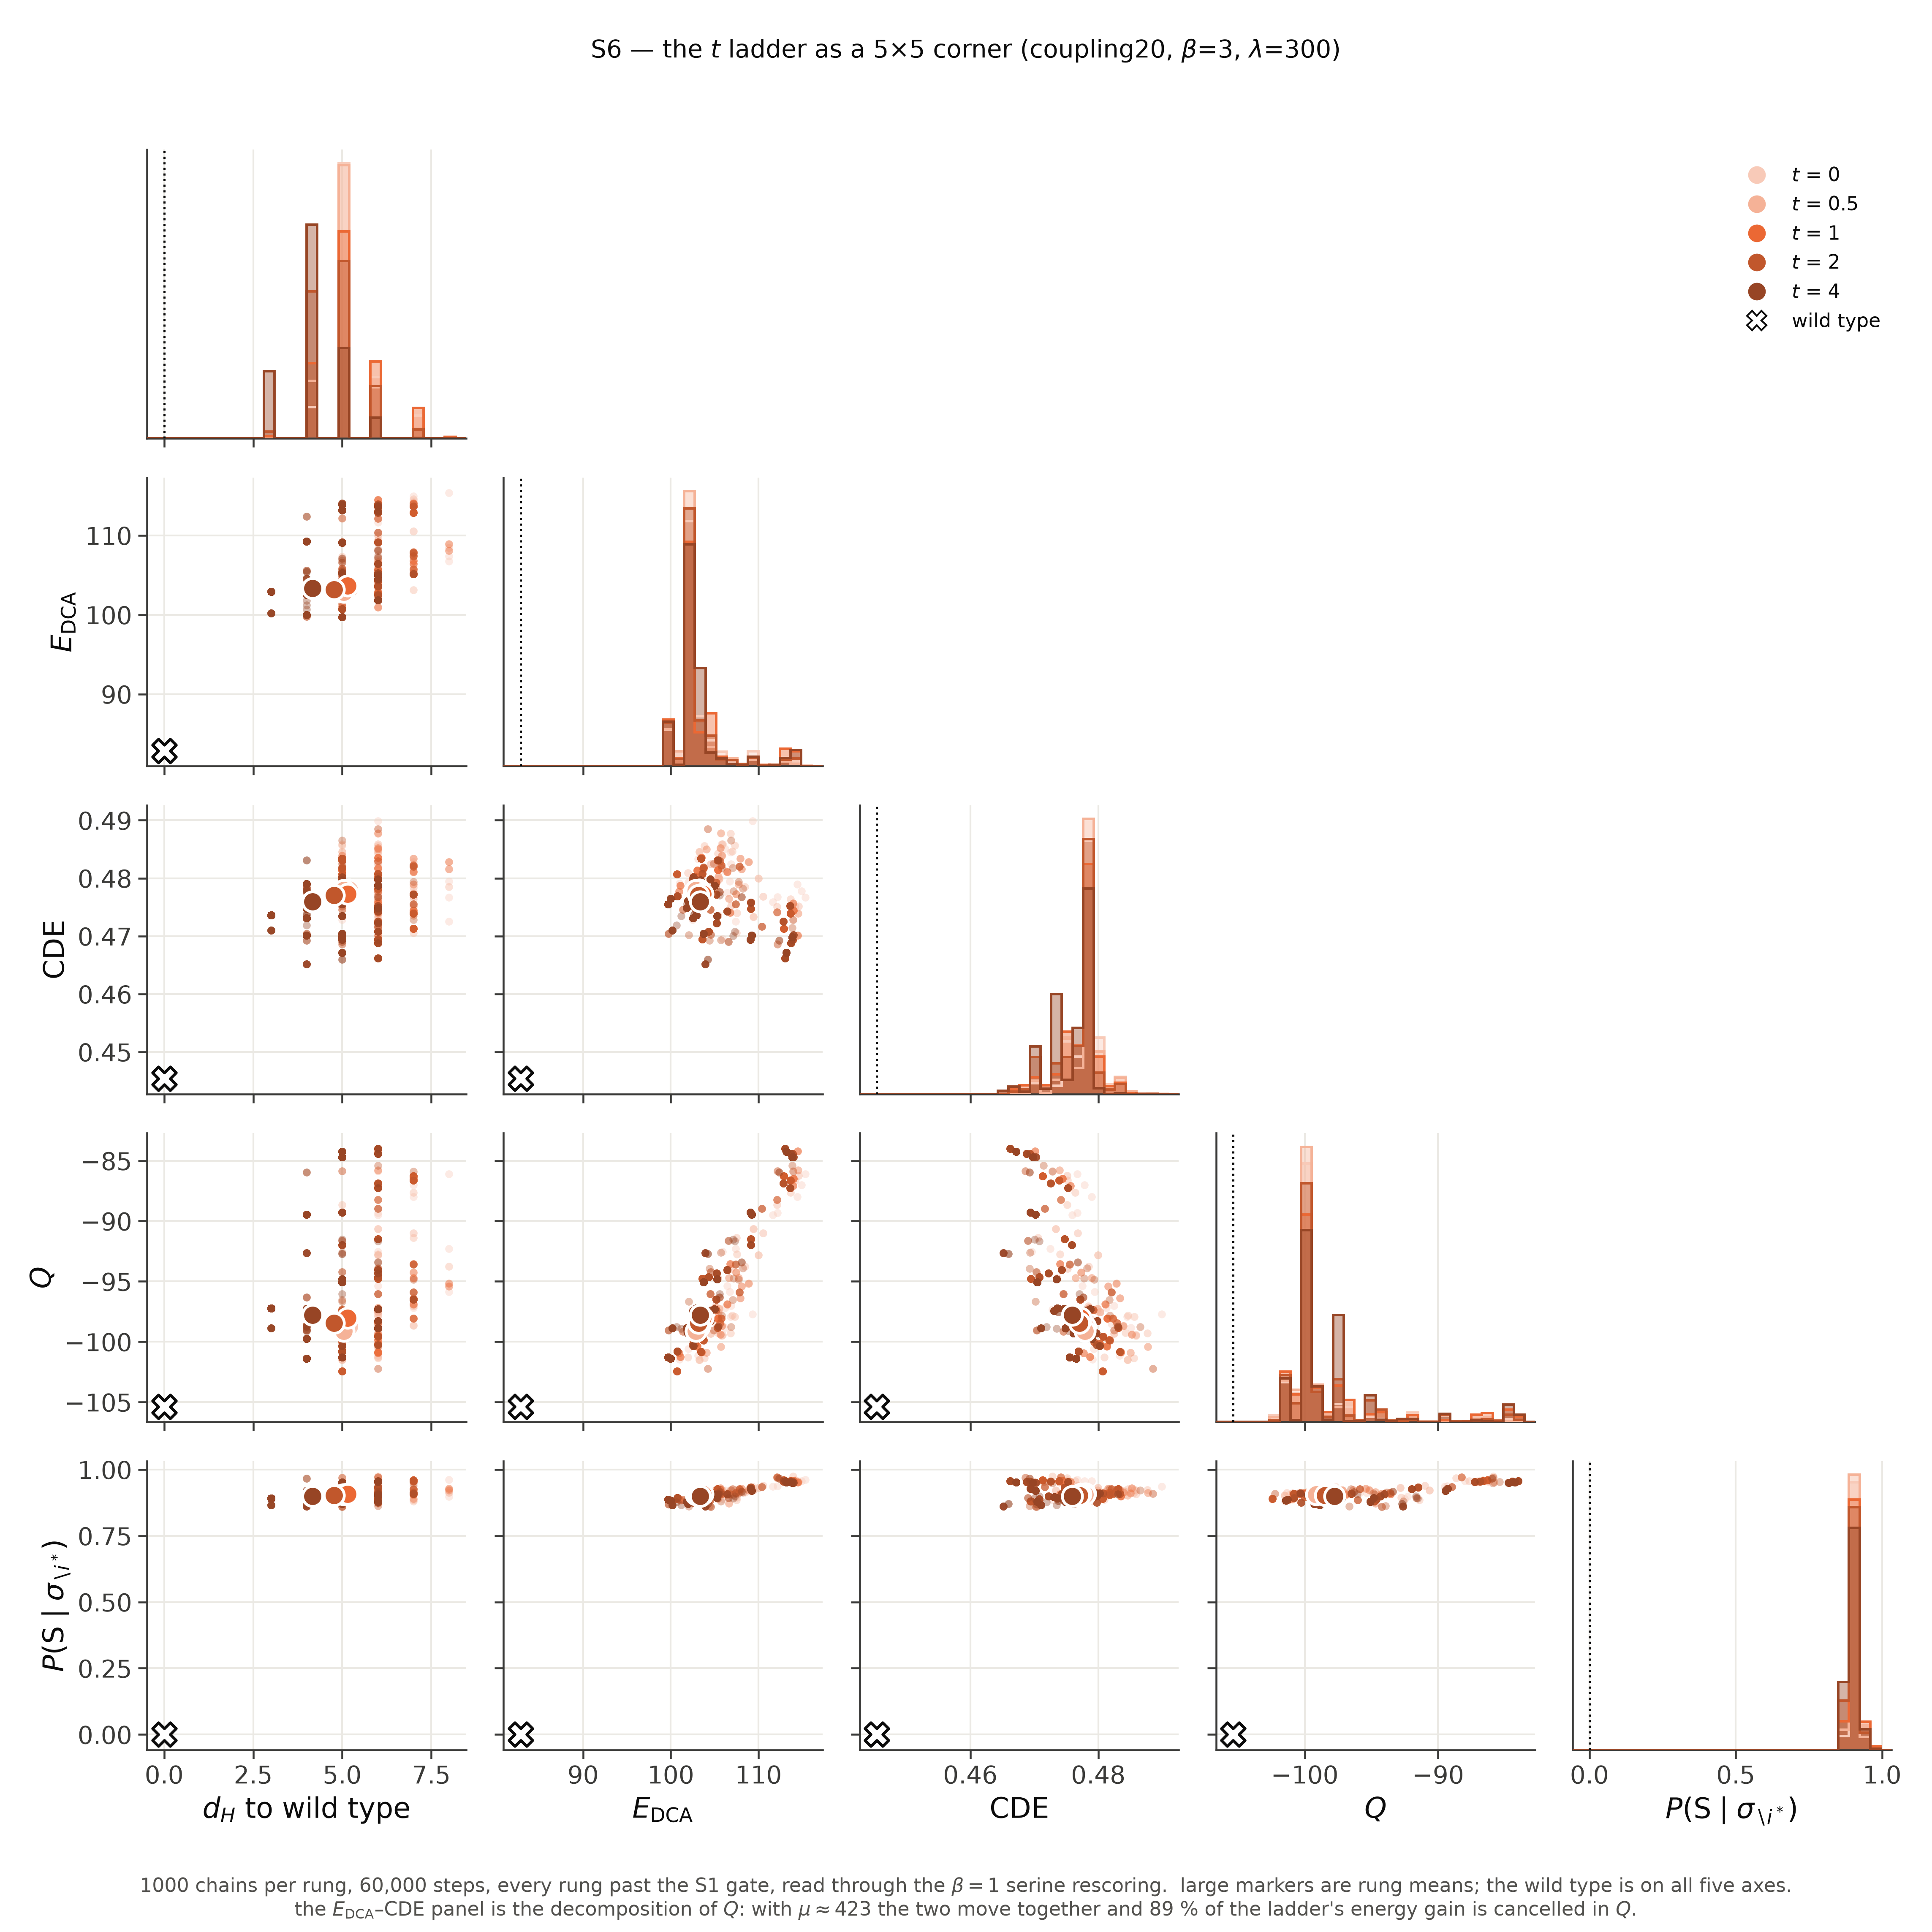 S6 — the t ladder as a 5×5 corner (coupling20, β=3, λ=300)
t = 0
t = 0.5
t = 1
t = 2
t = 4
wild type
110
100
90
E_DCA
0.49
0.48
0.47
0.46
0.45
CDE
−85
−90
−95
−100
−105
Q
1.00
0.75
0.50
0.25
0.00
P(S | σ_\i*)
0.0 2.5 5.0 7.5
90 100 110
0.46 0.48
−100 −90
0.0 0.5 1.0
d_H to wild type
E_DCA
CDE
Q
P(S | σ_\i*)
1000 chains per rung, 60,000 steps, every rung past the S1 gate, read through the β = 1 serine rescoring. large markers are rung means; the wild type is on all five axes.
the E_DCA–CDE panel is the decomposition of Q: with μ ≈ 423 the two move together and 89 % of the ladder's energy gain is cancelled in Q.